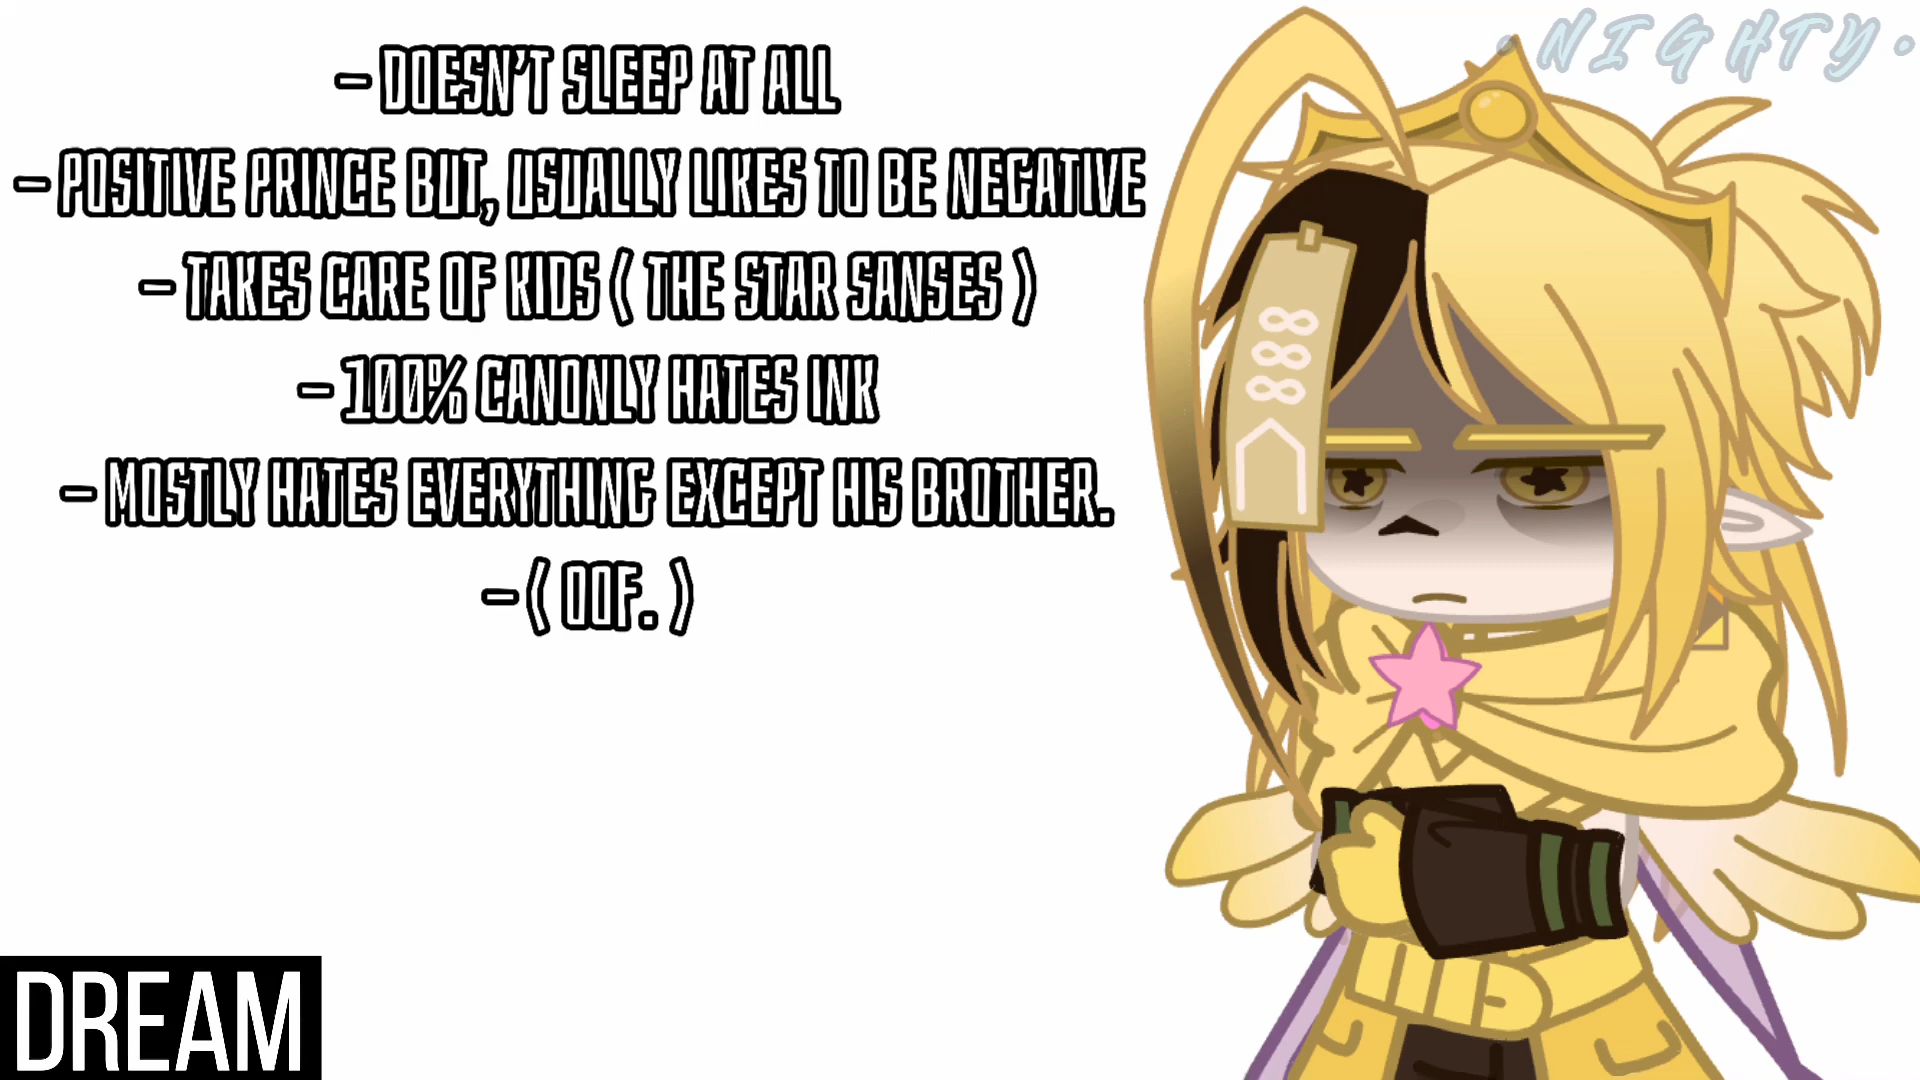 •NIGHTY•
- DOESN'T SLEEP AT ALL
- POSITIVE PRINCE BUT, USUALLY LIKES TO BE NEGATIVE
- TAKES CARE OF KIDS ( THE STAR SANSES )
- 100% CANONLY HATES INK
- MOSTLY HATES EVERYTHING EXCEPT HIS BROTHER.
- ( OOF. )
DREAM